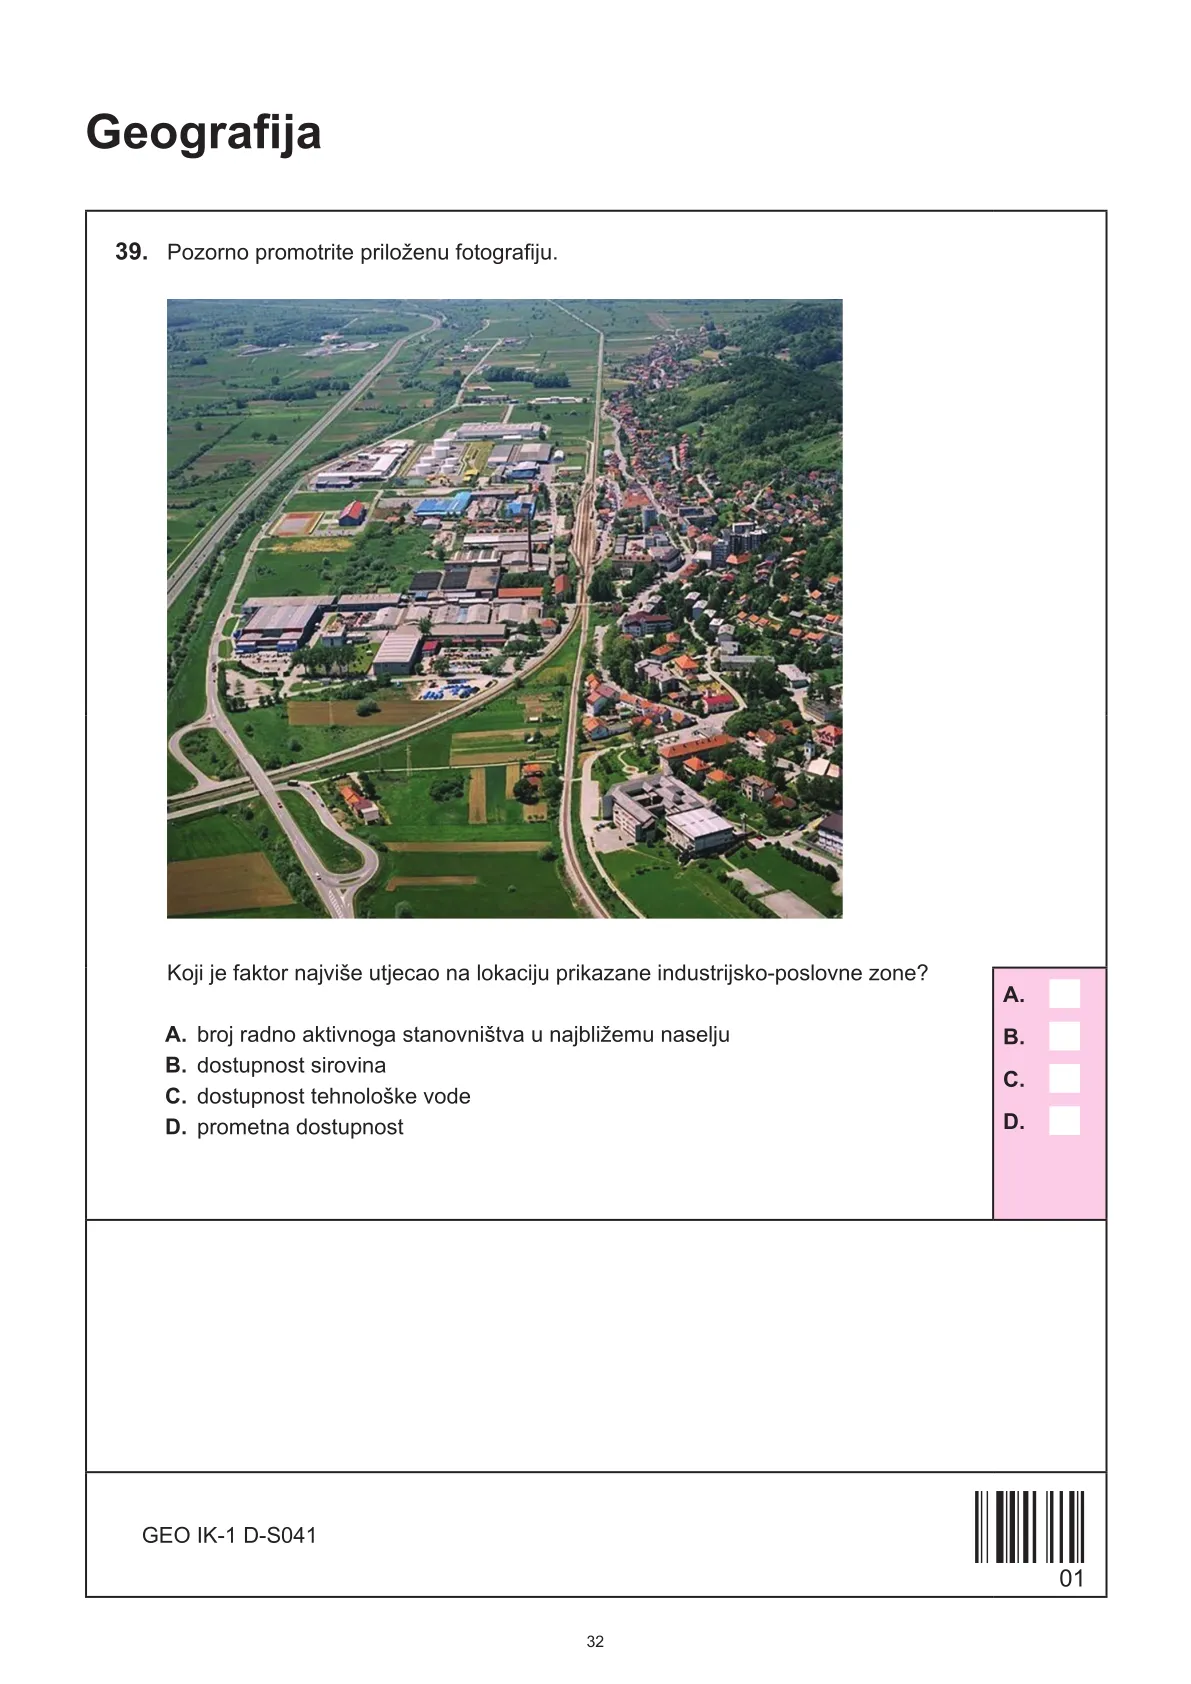 Geografija
39. Pozorno promotrite priloženu fotografiju.
Koji je faktor najviše utjecao na lokaciju prikazane industrijsko-poslovne zone?
A. broj radno aktivnoga stanovništva u najbližemu naselju
B. dostupnost sirovina
C. dostupnost tehnološke vode
D. prometna dostupnost
A.
B.
C.
D.
GEO IK-1 D-S041
01
32